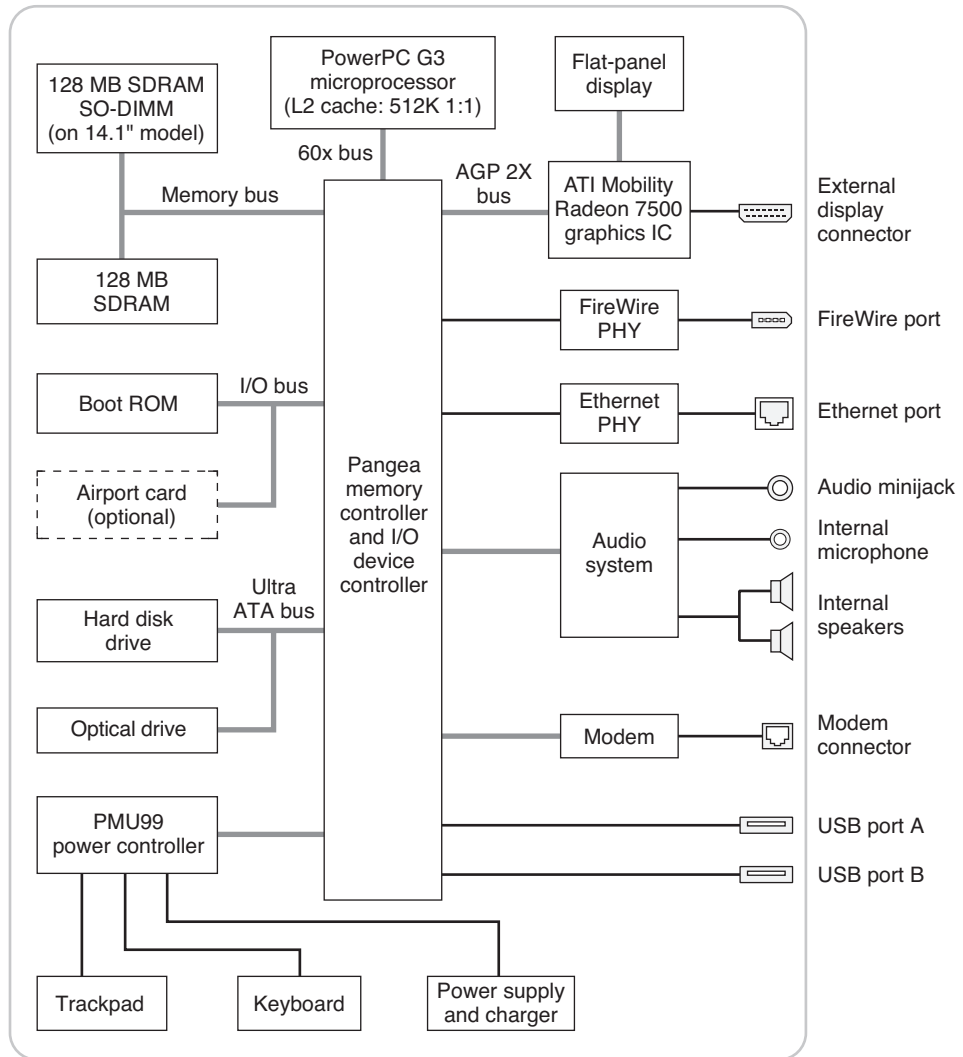 128 MB SDRAM
SO-DIMM
(on 14.1" model)
PowerPC G3
microprocessor
(L2 cache: 512K 1:1)
Flat-panel
display
60x bus
Memory bus
AGP 2X
bus
ATI Mobility
Radeon 7500
graphics IC
External
display
connector
128 MB
SDRAM
FireWire
PHY
FireWire port
Boot ROM
I/O bus
Ethernet
PHY
Ethernet port
Airport card
(optional)
Pangea
memory
controller
and I/O
device
controller
Audio
system
Audio minijack
Internal
microphone
Internal
speakers
Ultra
ATA bus
Hard disk
drive
Optical drive
Modem
Modem
connector
PMU99
power controller
USB port A
USB port B
Trackpad
Keyboard
Power supply
and charger